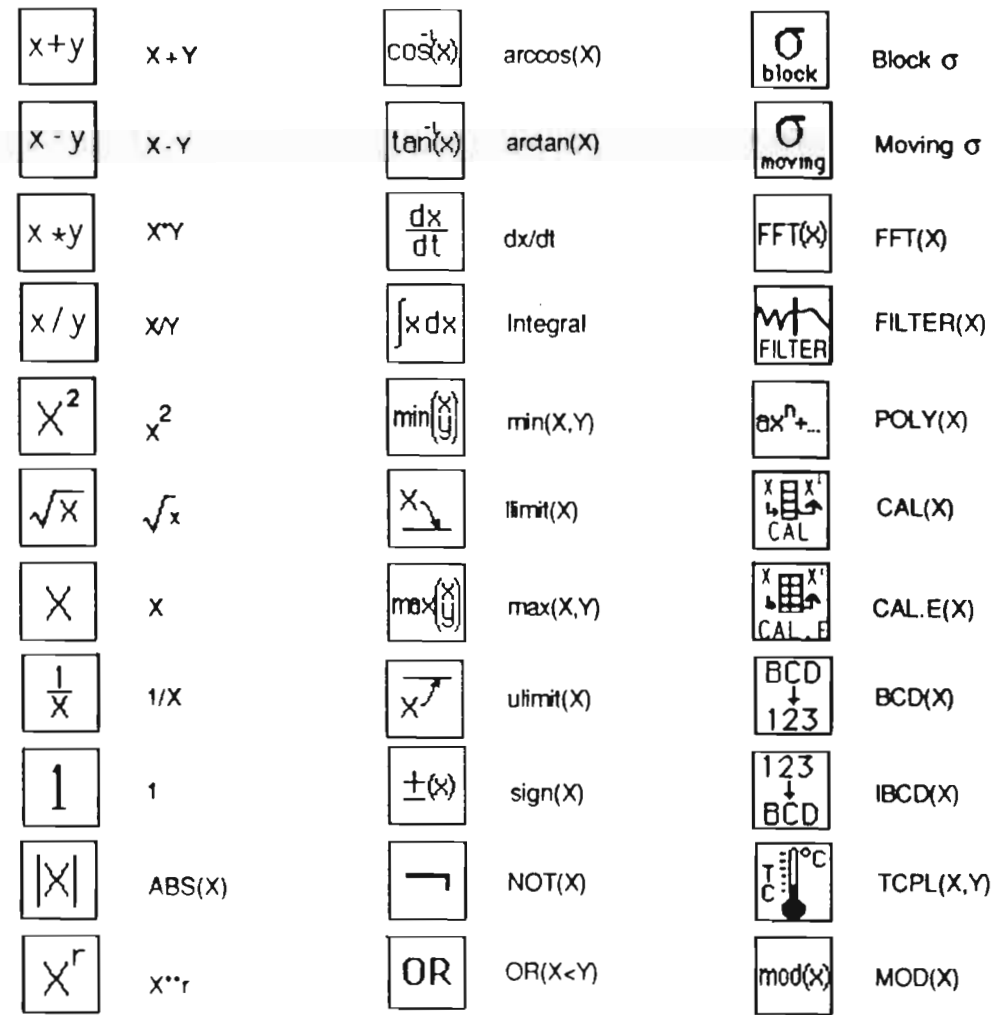 x+y X + Y cos⁻¹(x) arccos(X) σ block Block σ
x - y X - Y tan⁻¹(x) arctan(X) σ moving Moving σ
x *y X*Y dx/dt dx/dt FFT(x) FFT(X)
x / y X/Y ∫x dx Integral FILTER FILTER(X)
X² x² min(x y) min(X,Y) axⁿ+... POLY(X)
√X √x X llimit(X) X X' CAL CAL(X)
X X max(x y) max(X,Y) X X' CAL.E CAL.E(X)
1/X 1/X X ulimit(X) BCD ↓ 123 BCD(X)
1 1 ±(x) sign(X) 123 ↓ BCD IBCD(X)
|X| ABS(X) ¬ NOT(X) TC °C TCPL(X,Y)
Xʳ X**r OR OR(X<Y) mod(x) MOD(X)